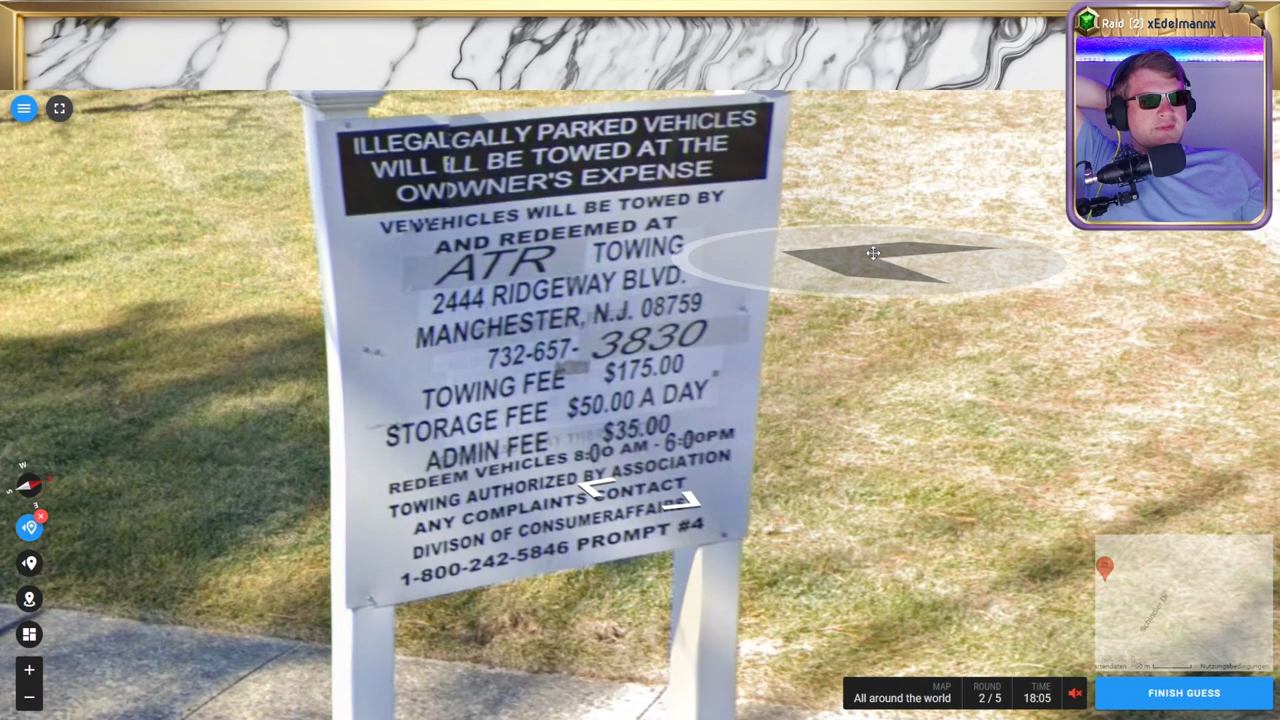 Raid (2) xEdelmannx
ILLEGALGALLY PARKED VEHICLES
WILL ILL BE TOWED AT THE
OWOWNER'S EXPENSE
VEHICLES WILL BE TOWED BY
AND REDEEMED AT
ATR TOWING
2444 RIDGEWAY BLVD.
MANCHESTER, N.J. 08759
732-657-3830
TOWING FEE $175.00
STORAGE FEE $50.00 A DAY
ADMIN FEE $35.00
REDEEM VEHICLES 8:00 AM - 6:00PM
TOWING AUTHORIZED BY ASSOCIATION
ANY COMPLAINTS CONTACT
DIVISON OF CONSUMERAFFAIRS
1-800-242-5846 PROMPT #4
W
S
E
MAP
All around the world
ROUND
2 / 5
TIME
18:05
50 m
Nutzungsbedingungen
FINISH GUESS